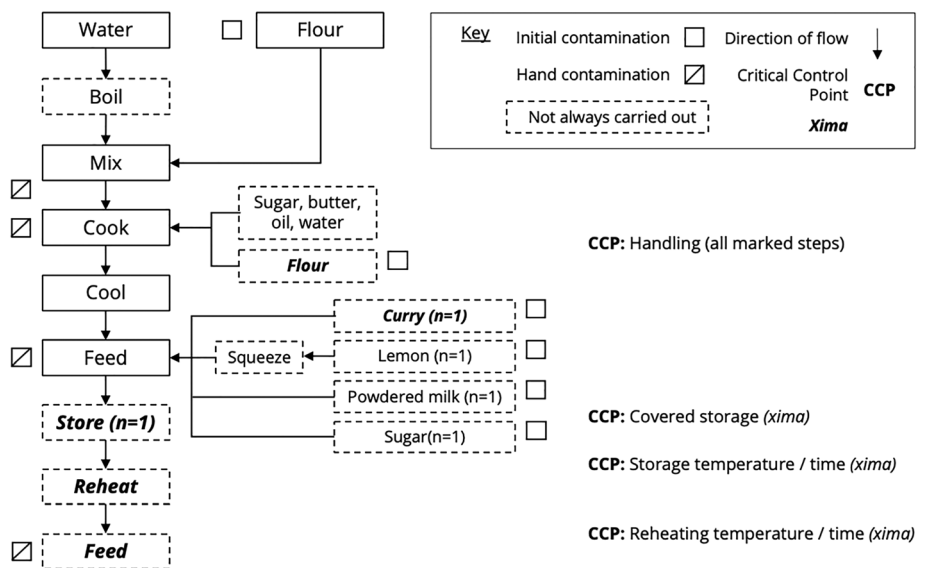 Water
Flour
Key
Initial contamination
Direction of flow
Hand contamination
Critical Control
Point
CCP
Not always carried out
Xima
Boil
Mix
Sugar, butter,
oil, water
Cook
CCP: Handling (all marked steps)
Flour
Cool
Curry (n=1)
Feed
Squeeze
Lemon (n=1)
Powdered milk (n=1)
Store (n=1)
CCP: Covered storage (xima)
Sugar(n=1)
CCP: Storage temperature / time (xima)
Reheat
CCP: Reheating temperature / time (xima)
Feed